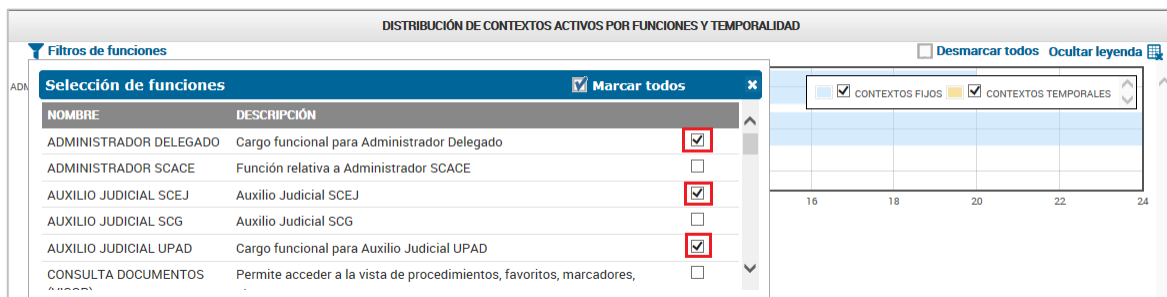 DISTRIBUCIÓN DE CONTEXTOS ACTIVOS POR FUNCIONES Y TEMPORALIDAD
Filtros de funciones Desmarcar todos Ocultar leyenda
Selección de funciones Marcar todos
CONTEXTOS FIJOS CONTEXTOS TEMPORALES
NOMBRE DESCRIPCIÓN
ADMINISTRADOR DELEGADO Cargo funcional para Administrador Delegado
ADMINISTRADOR SCACE Función relativa a Administrador SCACE
AUXILIO JUDICIAL SCEJ Auxilio Judicial SCEJ
16 18 20 22 24
AUXILIO JUDICIAL SCG Auxilio Judicial SCG
AUXILIO JUDICIAL UPAD Cargo funcional para Auxilio Judicial UPAD
CONSULTA DOCUMENTOS Permite acceder a la vista de procedimientos, favoritos, marcadores,